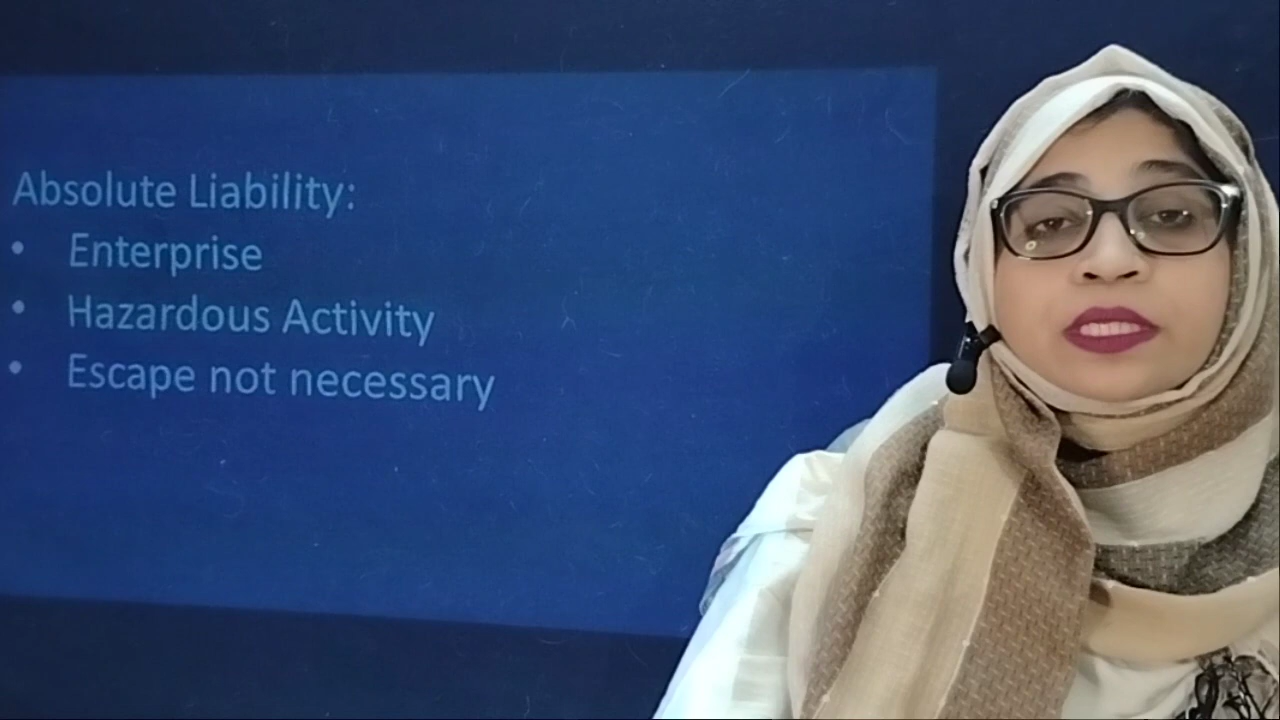 Absolute Liability:
• Enterprise
• Hazardous Activity
• Escape not necessary